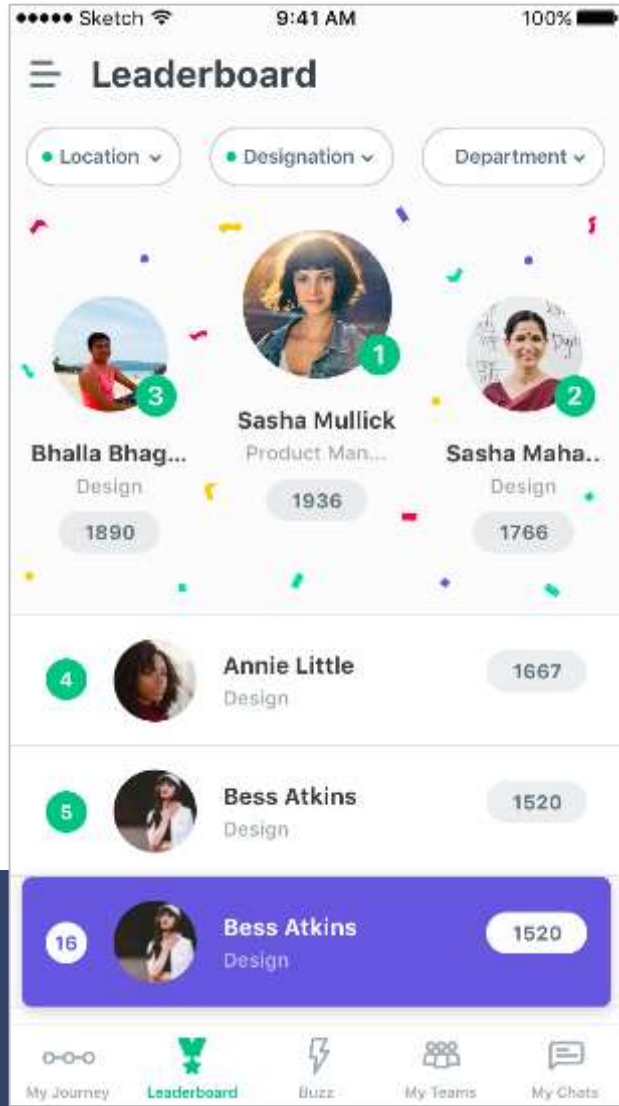 Sketch 9:41 AM 100%
Leaderboard
Location Designation Department
1
3
2
Sasha Mullick
Product Man...
1936
Bhalla Bhag...
Design
1890
Sasha Maha..
Design
1766
4 Annie Little 1667
Design
5 Bess Atkins 1520
Design
16 Bess Atkins 1520
Design
My Journey Leaderboard Buzz My Teams My Chats